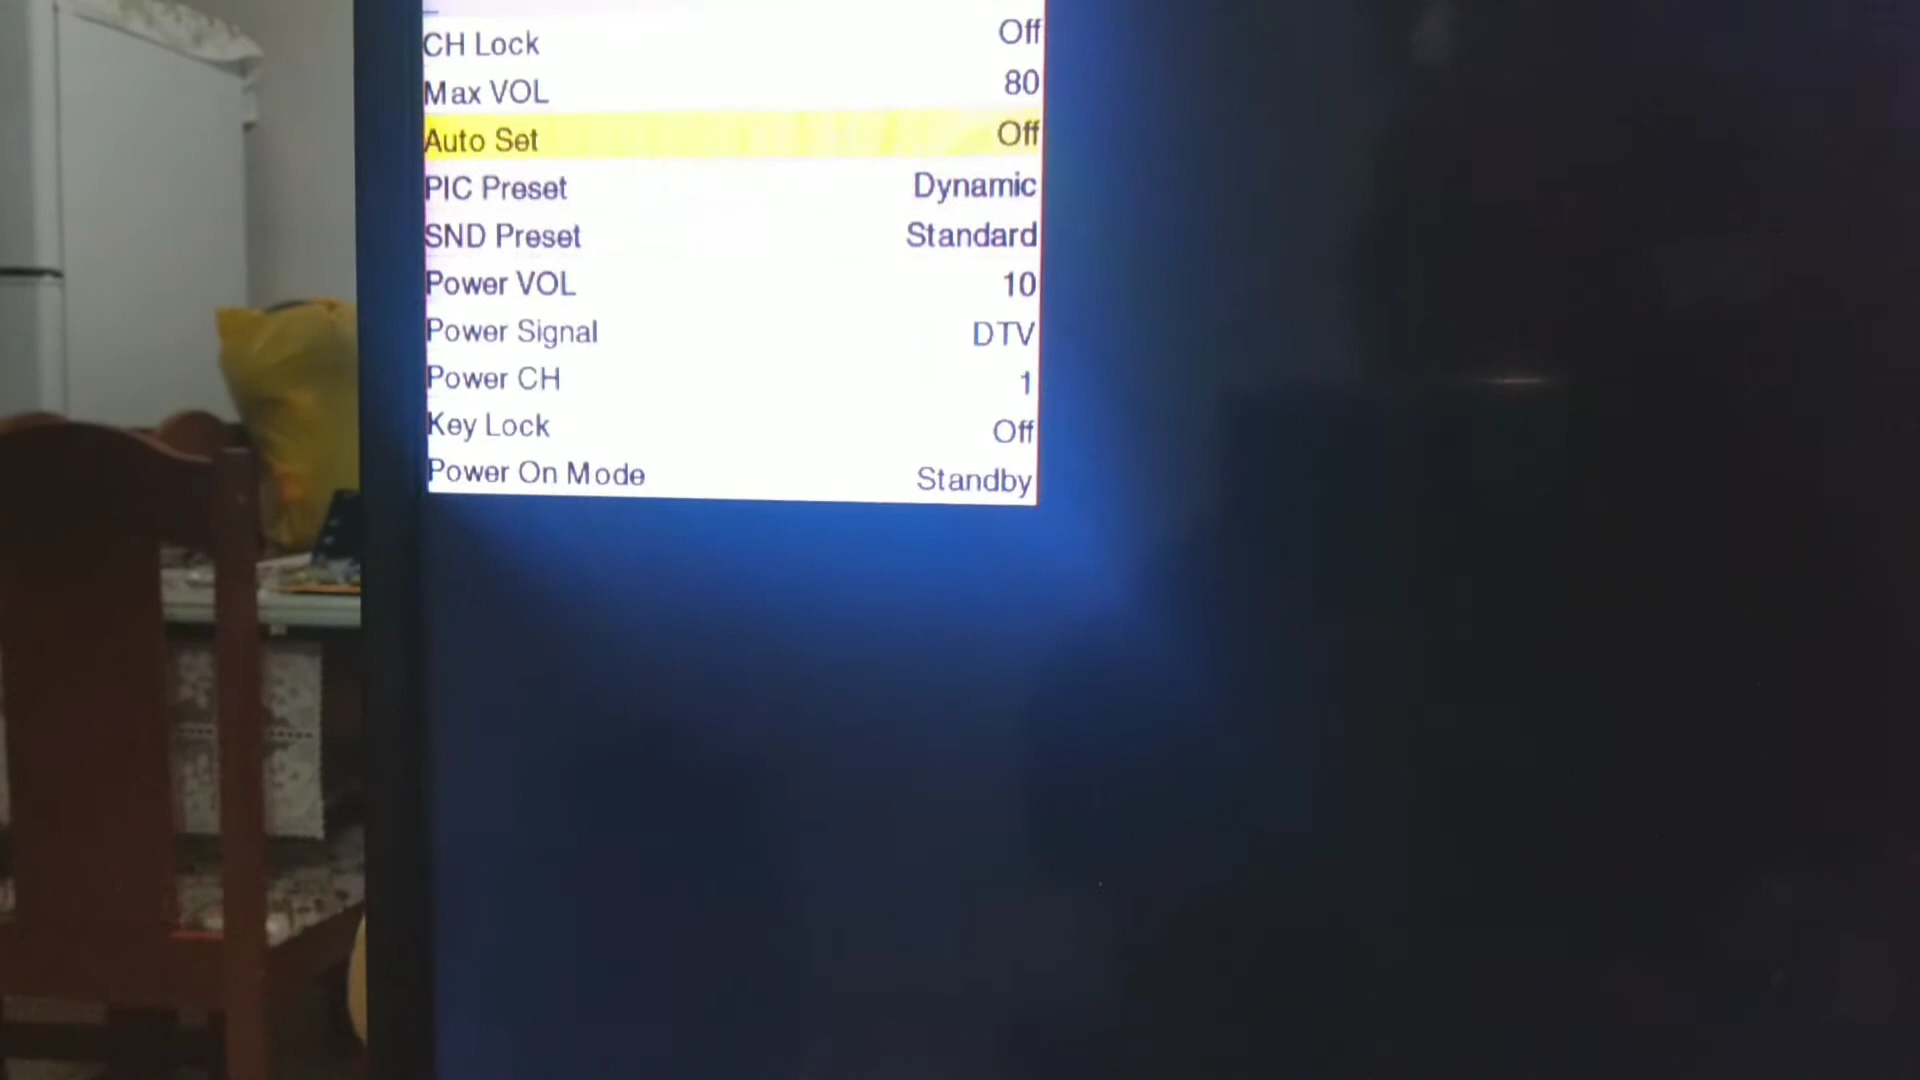 CH Lock Off
Max VOL 80
Auto Set Off
PIC Preset Dynamic
SND Preset Standard
Power VOL 10
Power Signal DTV
Power CH 1
Key Lock Off
Power On Mode Standby